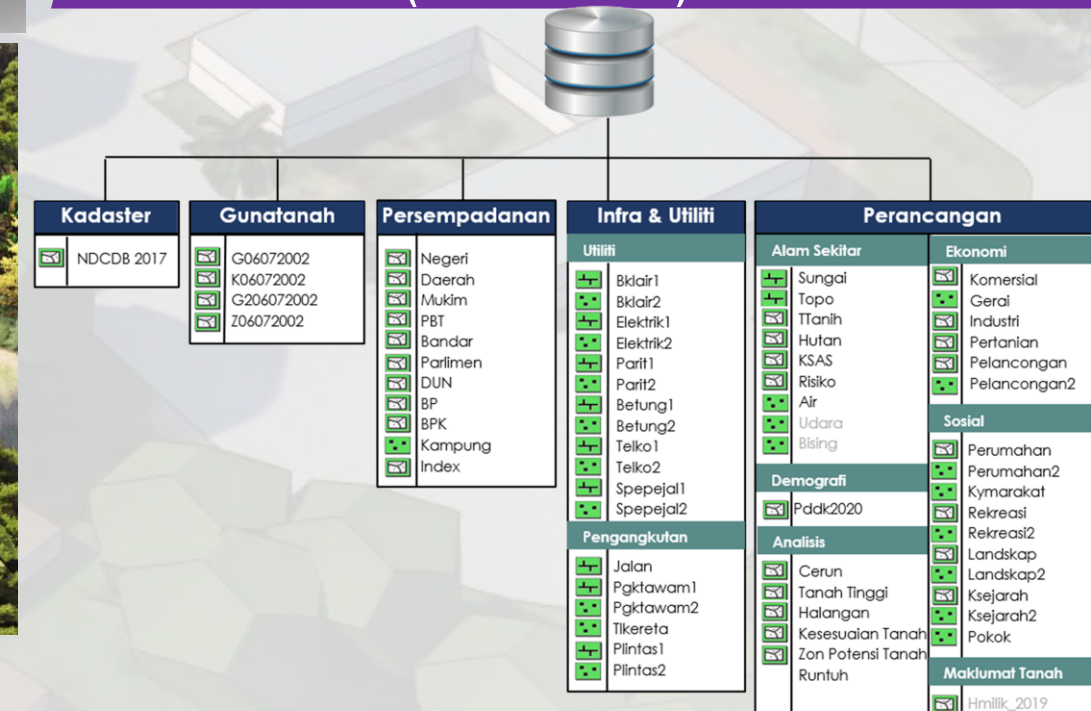 Kadaster
NDCDB 2017
Gunatanah
G06072002
K06072002
G206072002
Z06072002
Persempadanan
Negeri
Daerah
Mukim
PBT
Bandar
Parlimen
DUN
BP
BPK
Kampung
Index
Infra & Utiliti
Utiliti
Bklair1
Bklair2
Elektrik1
Elektrik2
Parit1
Parit2
Betung1
Betung2
Telko1
Telko2
Spepejal1
Spepejal2
Pengangkutan
Jalan
Pgktawam1
Pgktawam2
Tlkereta
Plintas1
Plintas2
Perancangan
Alam Sekitar
Sungai
Topo
TTanih
Hutan
KSAS
Risiko
Air
Udara
Bising
Demografi
Pddk2020
Analisis
Cerun
Tanah Tinggi
Halangan
Kesesuaian Tanah
Zon Potensi Tanah
Runtuh
Ekonomi
Komersial
Gerai
Industri
Pertanian
Pelancongan
Pelancongan2
Sosial
Perumahan
Perumahan2
Kymarakat
Rekreasi
Rekreasi2
Landskap
Landskap2
Ksejarah
Ksejarah2
Pokok
Maklumat Tanah
Hmilik_2019